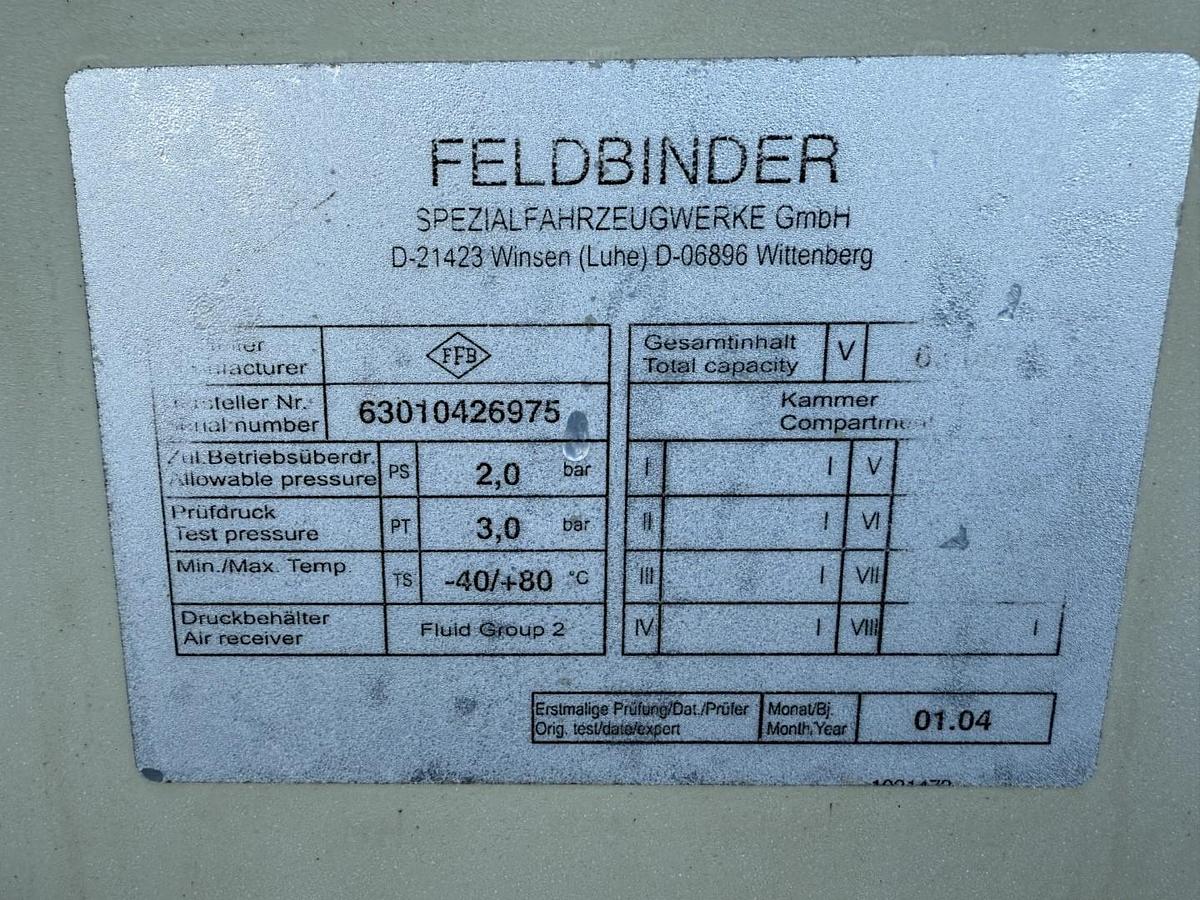 FELDBINDER
SPEZIALFAHRZEUGWERKE GmbH
D-21423 Winsen (Luhe) D-06896 Wittenberg
FFB
63010426975
Nr.
number
Zul.Betriebsüberdr.
Allowable pressure
PS
2,0 bar
Prüfdruck
Test pressure
PT
3,0 bar
Min./Max. Temp.
TS
-40/+80 °C
Druckbehälter
Air receiver
Fluid Group 2
Gesamtinhalt
Total capacity
V
Kammer
I
I
V
II
I
VI
III
I
VII
IV
I
VIII
I
Erstmalige Prüfung/Dat./Prüfer
Orig. test/date/expert
Monat/Bj.
Month/Year
01.04